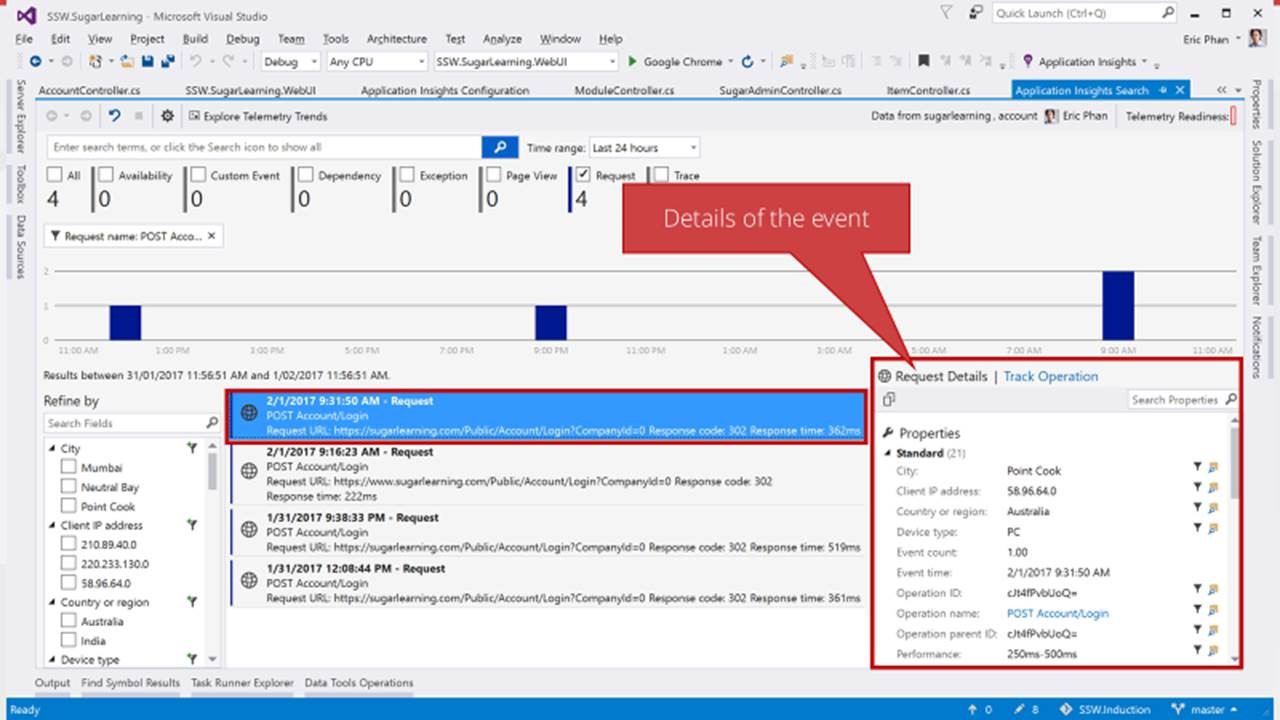 SSW.SugarLearning - Microsoft Visual Studio
Quick Launch (Ctrl+Q)
File Edit View Project Build Debug Team Tools Architecture Test Analyze Window Help
Eric Phan
Debug Any CPU SSW.SugarLearning.WebUI Google Chrome Application Insights
AccountController.cs SSW.SugarLearning.WebUI Application Insights Configuration ModuleController.cs SugarAdminController.cs ItemController.cs Application Insights Search
Server Explorer
Toolbox
Data Sources
Explore Telemetry Trends
Data from sugarlearning, account Eric Phan Telemetry Readiness:
Enter search terms, or click the Search icon to show all
Time range: Last 24 hours
All Availability Custom Event Dependency Exception Page View Request Trace
4 0 0 0 0 0 4
Details of the event
Request name: POST Acco...
2
1
0
11:00 AM 1:00 PM 3:00 PM 5:00 PM 7:00 PM 9:00 PM 11:00 PM 1:00 AM 3:00 AM 5:00 AM 7:00 AM 9:00 AM 11:00 AM
Results between 31/01/2017 11:56:51 AM and 1/02/2017 11:56:51 AM.
Refine by
Search Fields
City
Mumbai
Neutral Bay
Point Cook
Client IP address
210.89.40.0
220.233.130.0
58.96.64.0
Country or region
Australia
India
Device type
2/1/2017 9:31:50 AM - Request
POST Account/Login
Request URL: https://sugarlearning.com/Public/Account/Login?CompanyId=0 Response code: 302 Response time: 362ms
2/1/2017 9:16:23 AM - Request
POST Account/Login
Request URL: https://www.sugarlearning.com/Public/Account/Login?CompanyId=0 Response code: 302
Response time: 222ms
1/31/2017 9:38:33 PM - Request
POST Account/Login
Request URL: https://sugarlearning.com/Public/Account/Login?CompanyId=0 Response code: 302 Response time: 519ms
1/31/2017 12:08:44 PM - Request
POST Account/Login
Request URL: https://sugarlearning.com/Public/Account/Login?CompanyId=0 Response code: 302 Response time: 361ms
Request Details | Track Operation
Search Properties
Properties
Standard (21)
City: Point Cook
Client IP address: 58.96.64.0
Country or region: Australia
Device type: PC
Event count: 1.00
Event time: 2/1/2017 9:31:50 AM
Operation ID: cJt4fPvbUoQ=
Operation name: POST Account/Login
Operation parent ID: cJt4fPvbUoQ=
Performance: 250ms-500ms
Properties
Solution Explorer
Team Explorer
Notifications
Output Find Symbol Results Task Runner Explorer Data Tools Operations
Ready
0 8 SSW.Induction master